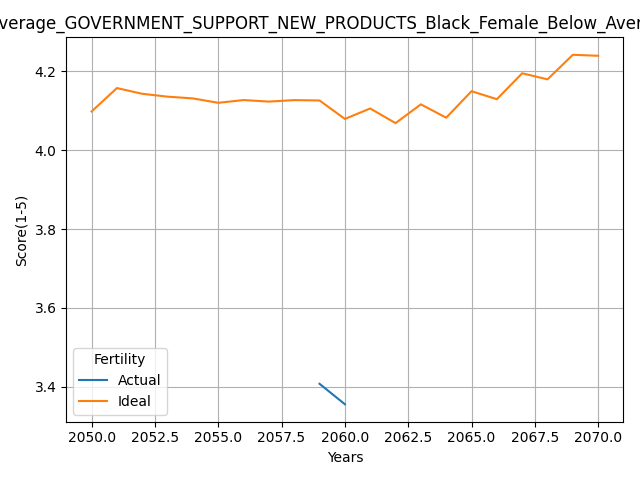 verage_GOVERNMENT_SUPPORT_NEW_PRODUCTS_Black_Female_Below_Aver
Score(1-5)
4.2
4.0
3.8
3.6
3.4
Fertility
Actual
Ideal
2050.0 2052.5 2055.0 2057.5 2060.0 2062.5 2065.0 2067.5 2070.0
Years